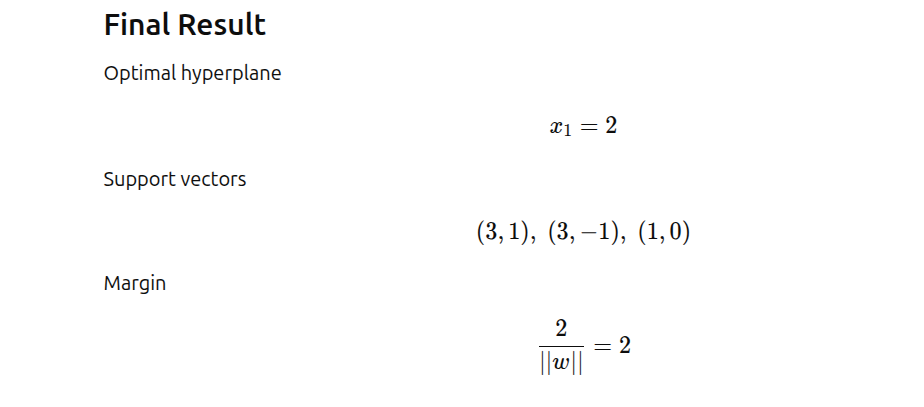 Final Result
Optimal hyperplane
x₁ = 2
Support vectors
(3, 1), (3, −1), (1, 0)
Margin
2
||w|| = 2